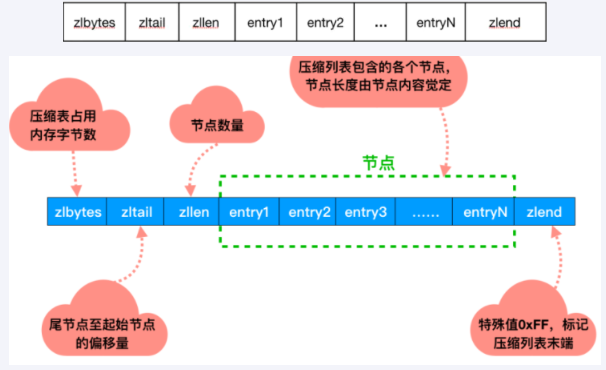 zlbytes zltail zllen entry1 entry2 ... entryN zlend
压缩列表包含的各个节点,
节点长度由节点内容觉定
压缩表占用
内存字节数
节点数量
节点
zlbytes zltail zllen entry1 entry2 entry3 …… entryN zlend
尾节点至起始节点
的偏移量
特殊值0xFF，标记
压缩列表末端